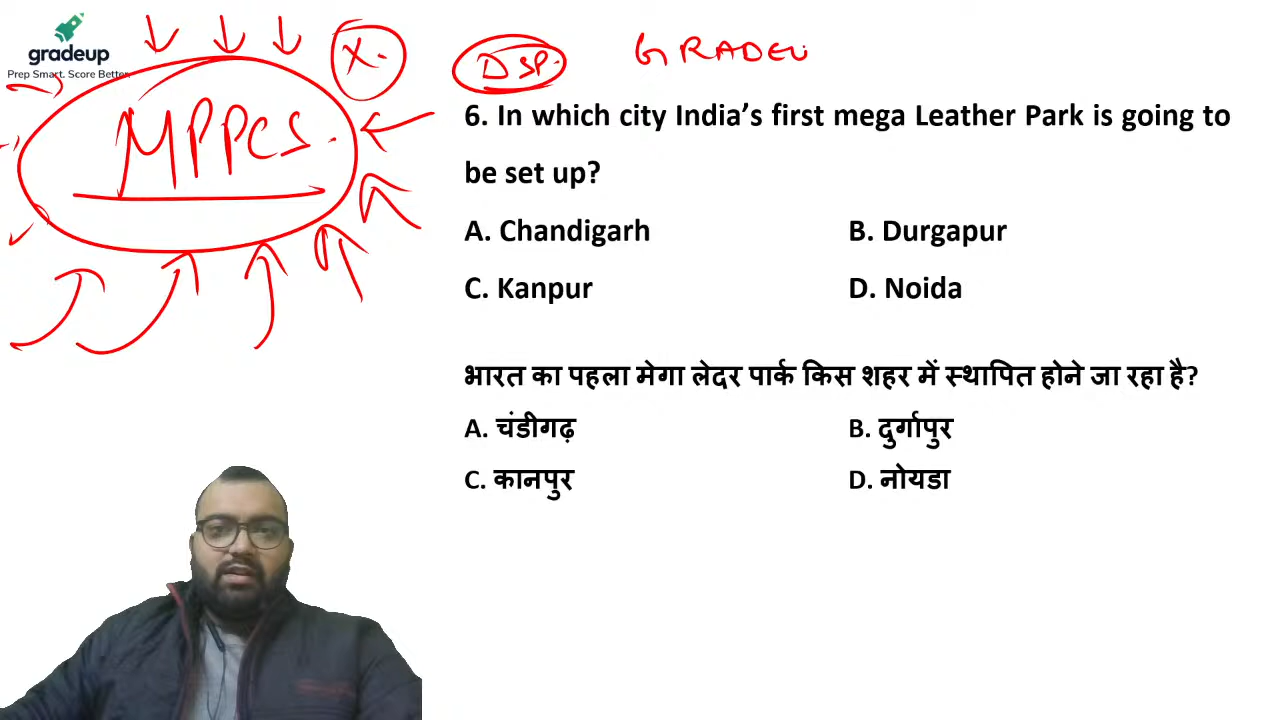 gradeup
Prep Smart. Score Better.
MPPCS.
X.
DSP.
GRADEU
6. In which city India's first mega Leather Park is going to
be set up?
A. Chandigarh B. Durgapur
C. Kanpur D. Noida
भारत का पहला मेगा लेदर पार्क किस शहर में स्थापित होने जा रहा है?
A. चंडीगढ़ B. दुर्गापुर
C. कानपुर D. नोयडा